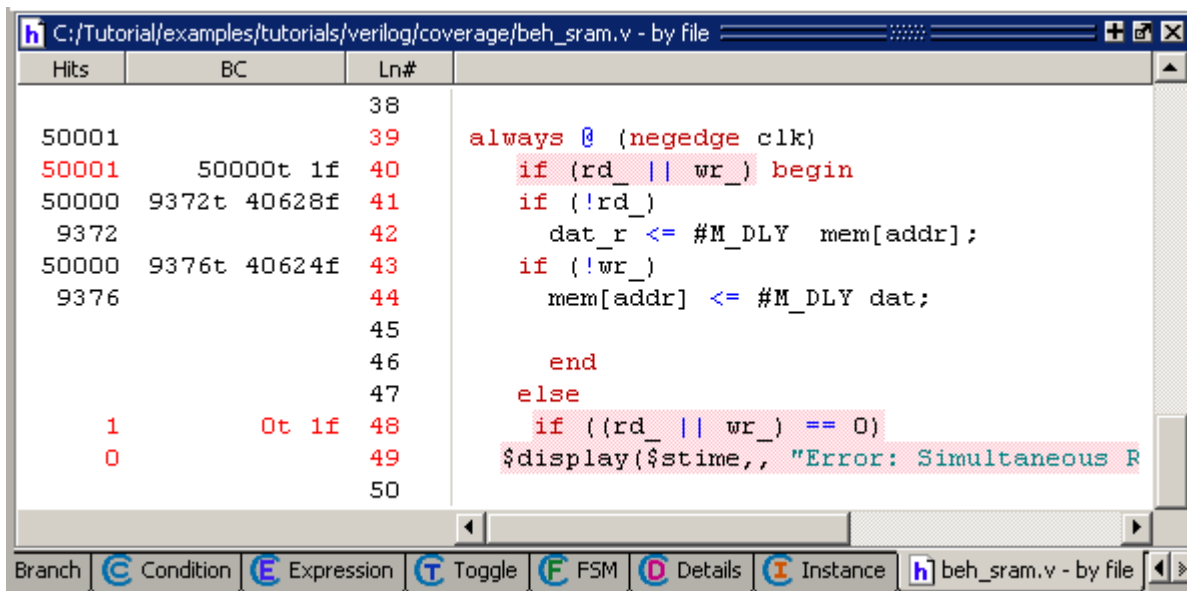 C:/Tutorial/examples/tutorials/verilog/coverage/beh_sram.v - by file
Hits BC Ln#
38
50001 39 always @ (negedge clk)
50001 50000t 1f 40 if (rd_ || wr_) begin
50000 9372t 40628f 41 if (!rd_)
9372 42 dat_r <= #M_DLY mem[addr];
50000 9376t 40624f 43 if (!wr_)
9376 44 mem[addr] <= #M_DLY dat;
45
46 end
47 else
1 0t 1f 48 if ((rd_ || wr_) == 0)
0 49 $display($stime,, "Error: Simultaneous R
50
Branch Condition Expression Toggle FSM Details Instance beh_sram.v - by file